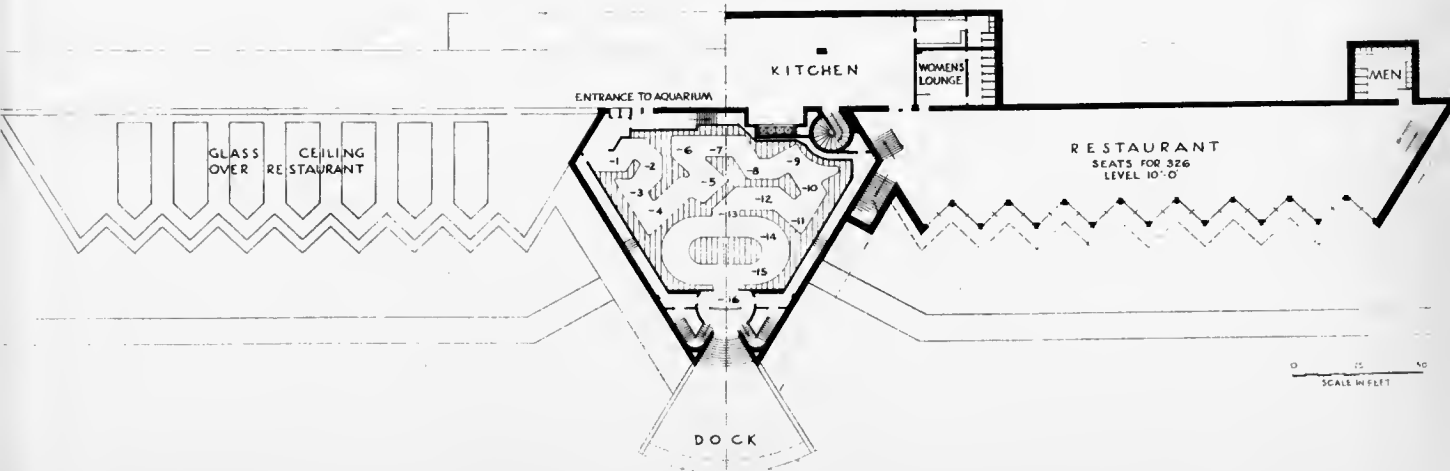 KITCHEN
WOMENS
LOUNGE
MEN
ENTRANCE TO AQUARIUM
GLASS CEILING
OVER RESTAURANT
RESTAURANT
SEATS FOR 326
LEVEL 10'-0"
-1
-2
-6
-7
-9
-8
-3
-5
-10
-4
-12
-13
-11
-14
-15
-16
0 25 50
SCALE IN FEET
DOCK